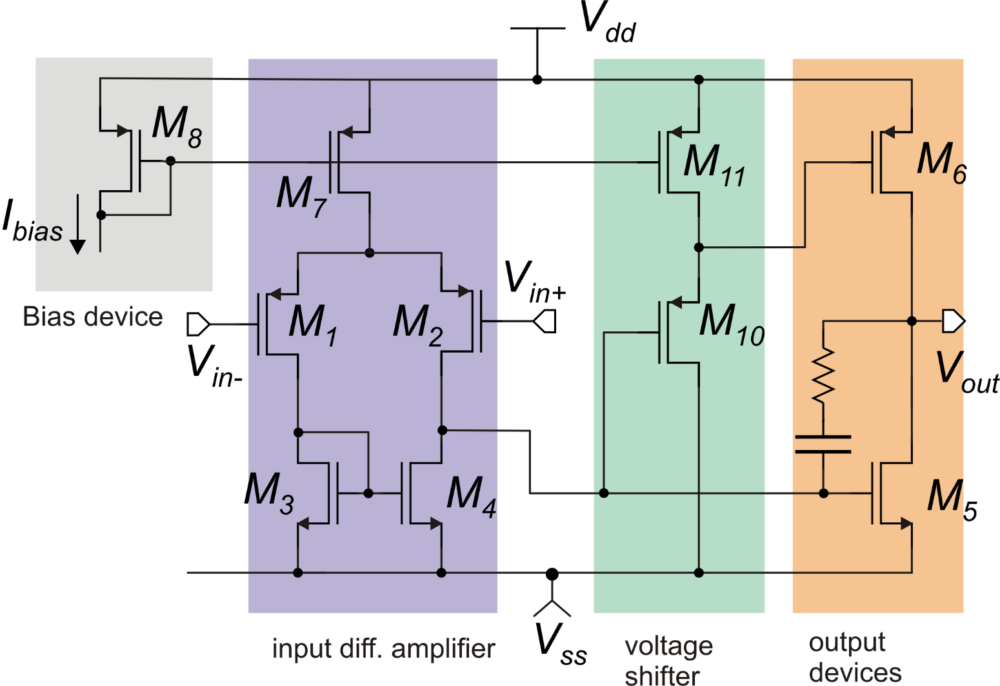 Vdd
M8
M11
M6
M7
Ibias
Vin+
Bias device
M1
M2
M10
Vin-
Vout
M3
M4
M5
Vss
input diff. amplifier
voltage
shifter
output
devices